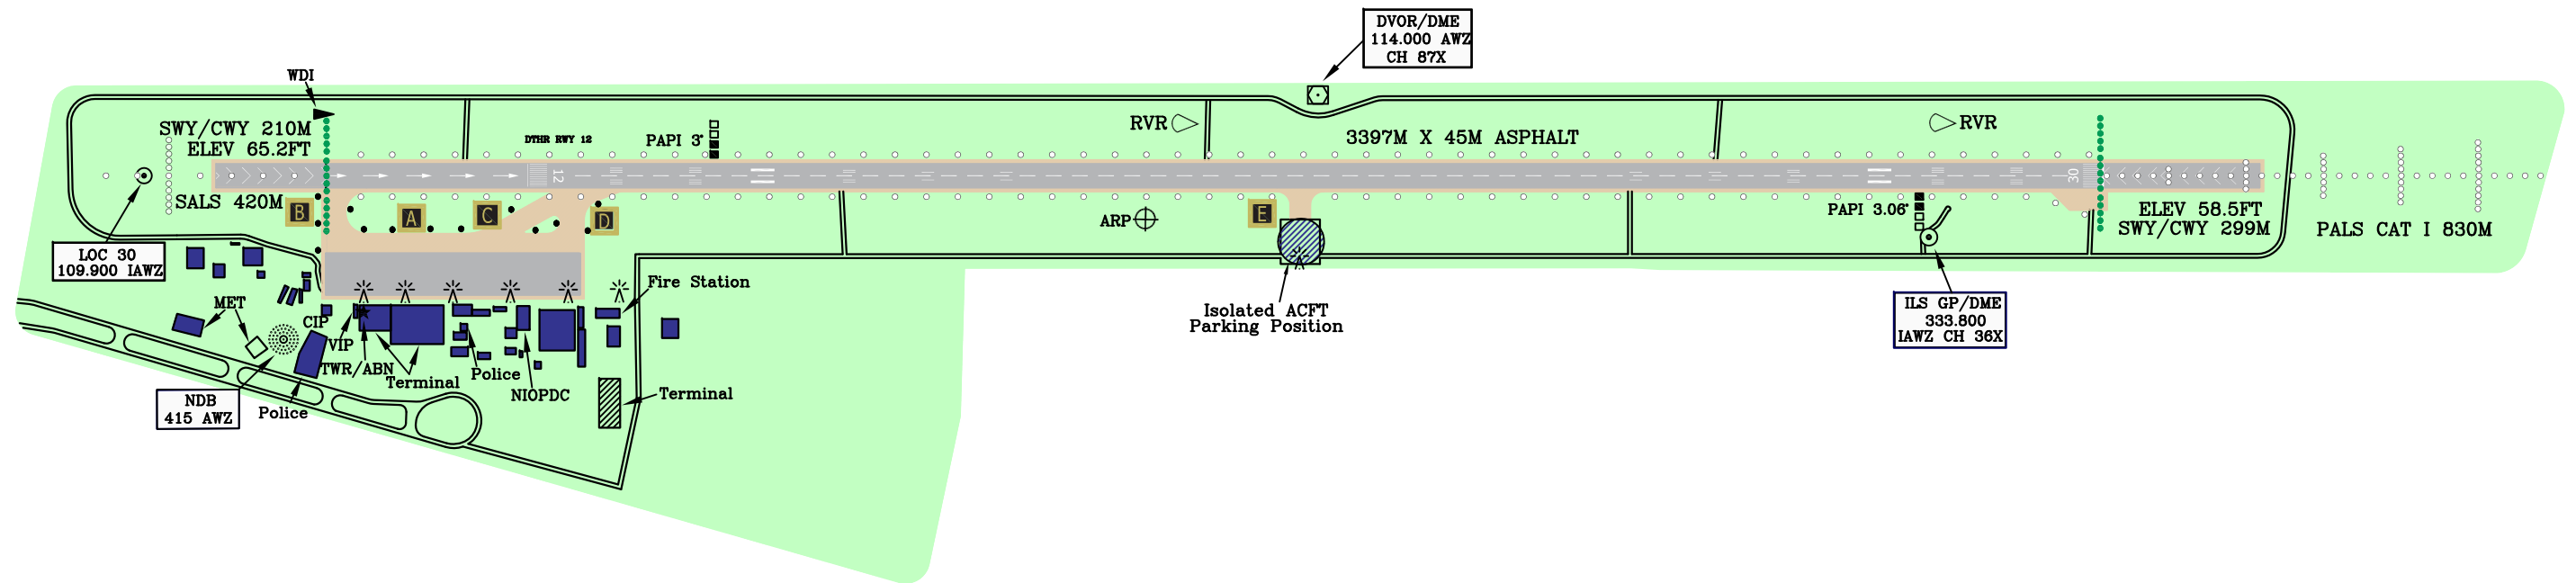 DVOR/DME
114.000 AWZ
CH 87X
WDI
SWY/CWY 210M
ELEV 65.2FT
DTHR RWY 12
PAPI 3°
RVR
3397M X 45M ASPHALT
RVR
12
30
SALS 420M
B
A
C
D
E
ARP
PAPI 3.06°
ELEV 58.5FT
SWY/CWY 299M
PALS CAT I 830M
LOC 30
109.900 IAWZ
Fire Station
Isolated ACFT
Parking Position
ILS GP/DME
333.800
IAWZ CH 36X
MET
CIP
VIP
TWR/ABN
Terminal
Police
NIOPDC
Terminal
NDB
415 AWZ
Police